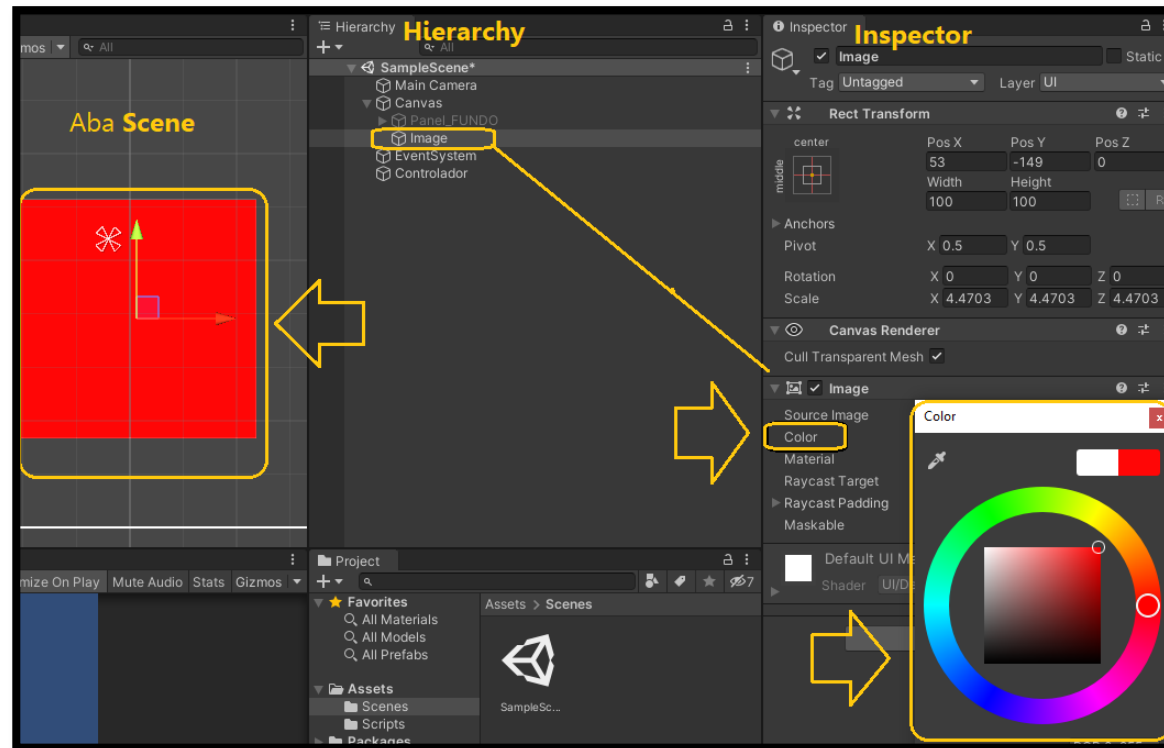 mos
All
Aba Scene
mize On Play Mute Audio Stats Gizmos
Hierarchy Hierarchy
All
SampleScene*
Main Camera
Canvas
Panel_FUNDO
Image
EventSystem
Controlador
Project
7
Favorites
All Materials
All Models
All Prefabs
Assets
Scenes
Scripts
Packages
Assets > Scenes
SampleSc...
Inspector Inspector
Image Static
Tag Untagged Layer UI
Rect Transform
center Pos X Pos Y Pos Z
middle 53 -149 0
Width Height
100 100 R
Anchors
Pivot X 0.5 Y 0.5
Rotation X 0 Y 0 Z 0
Scale X 4.4703 Y 4.4703 Z 4.4703
Canvas Renderer
Cull Transparent Mesh
Image
Source Image
Color
Material
Raycast Target
Raycast Padding
Maskable
Default UI M
Shader UI/D
Color
x